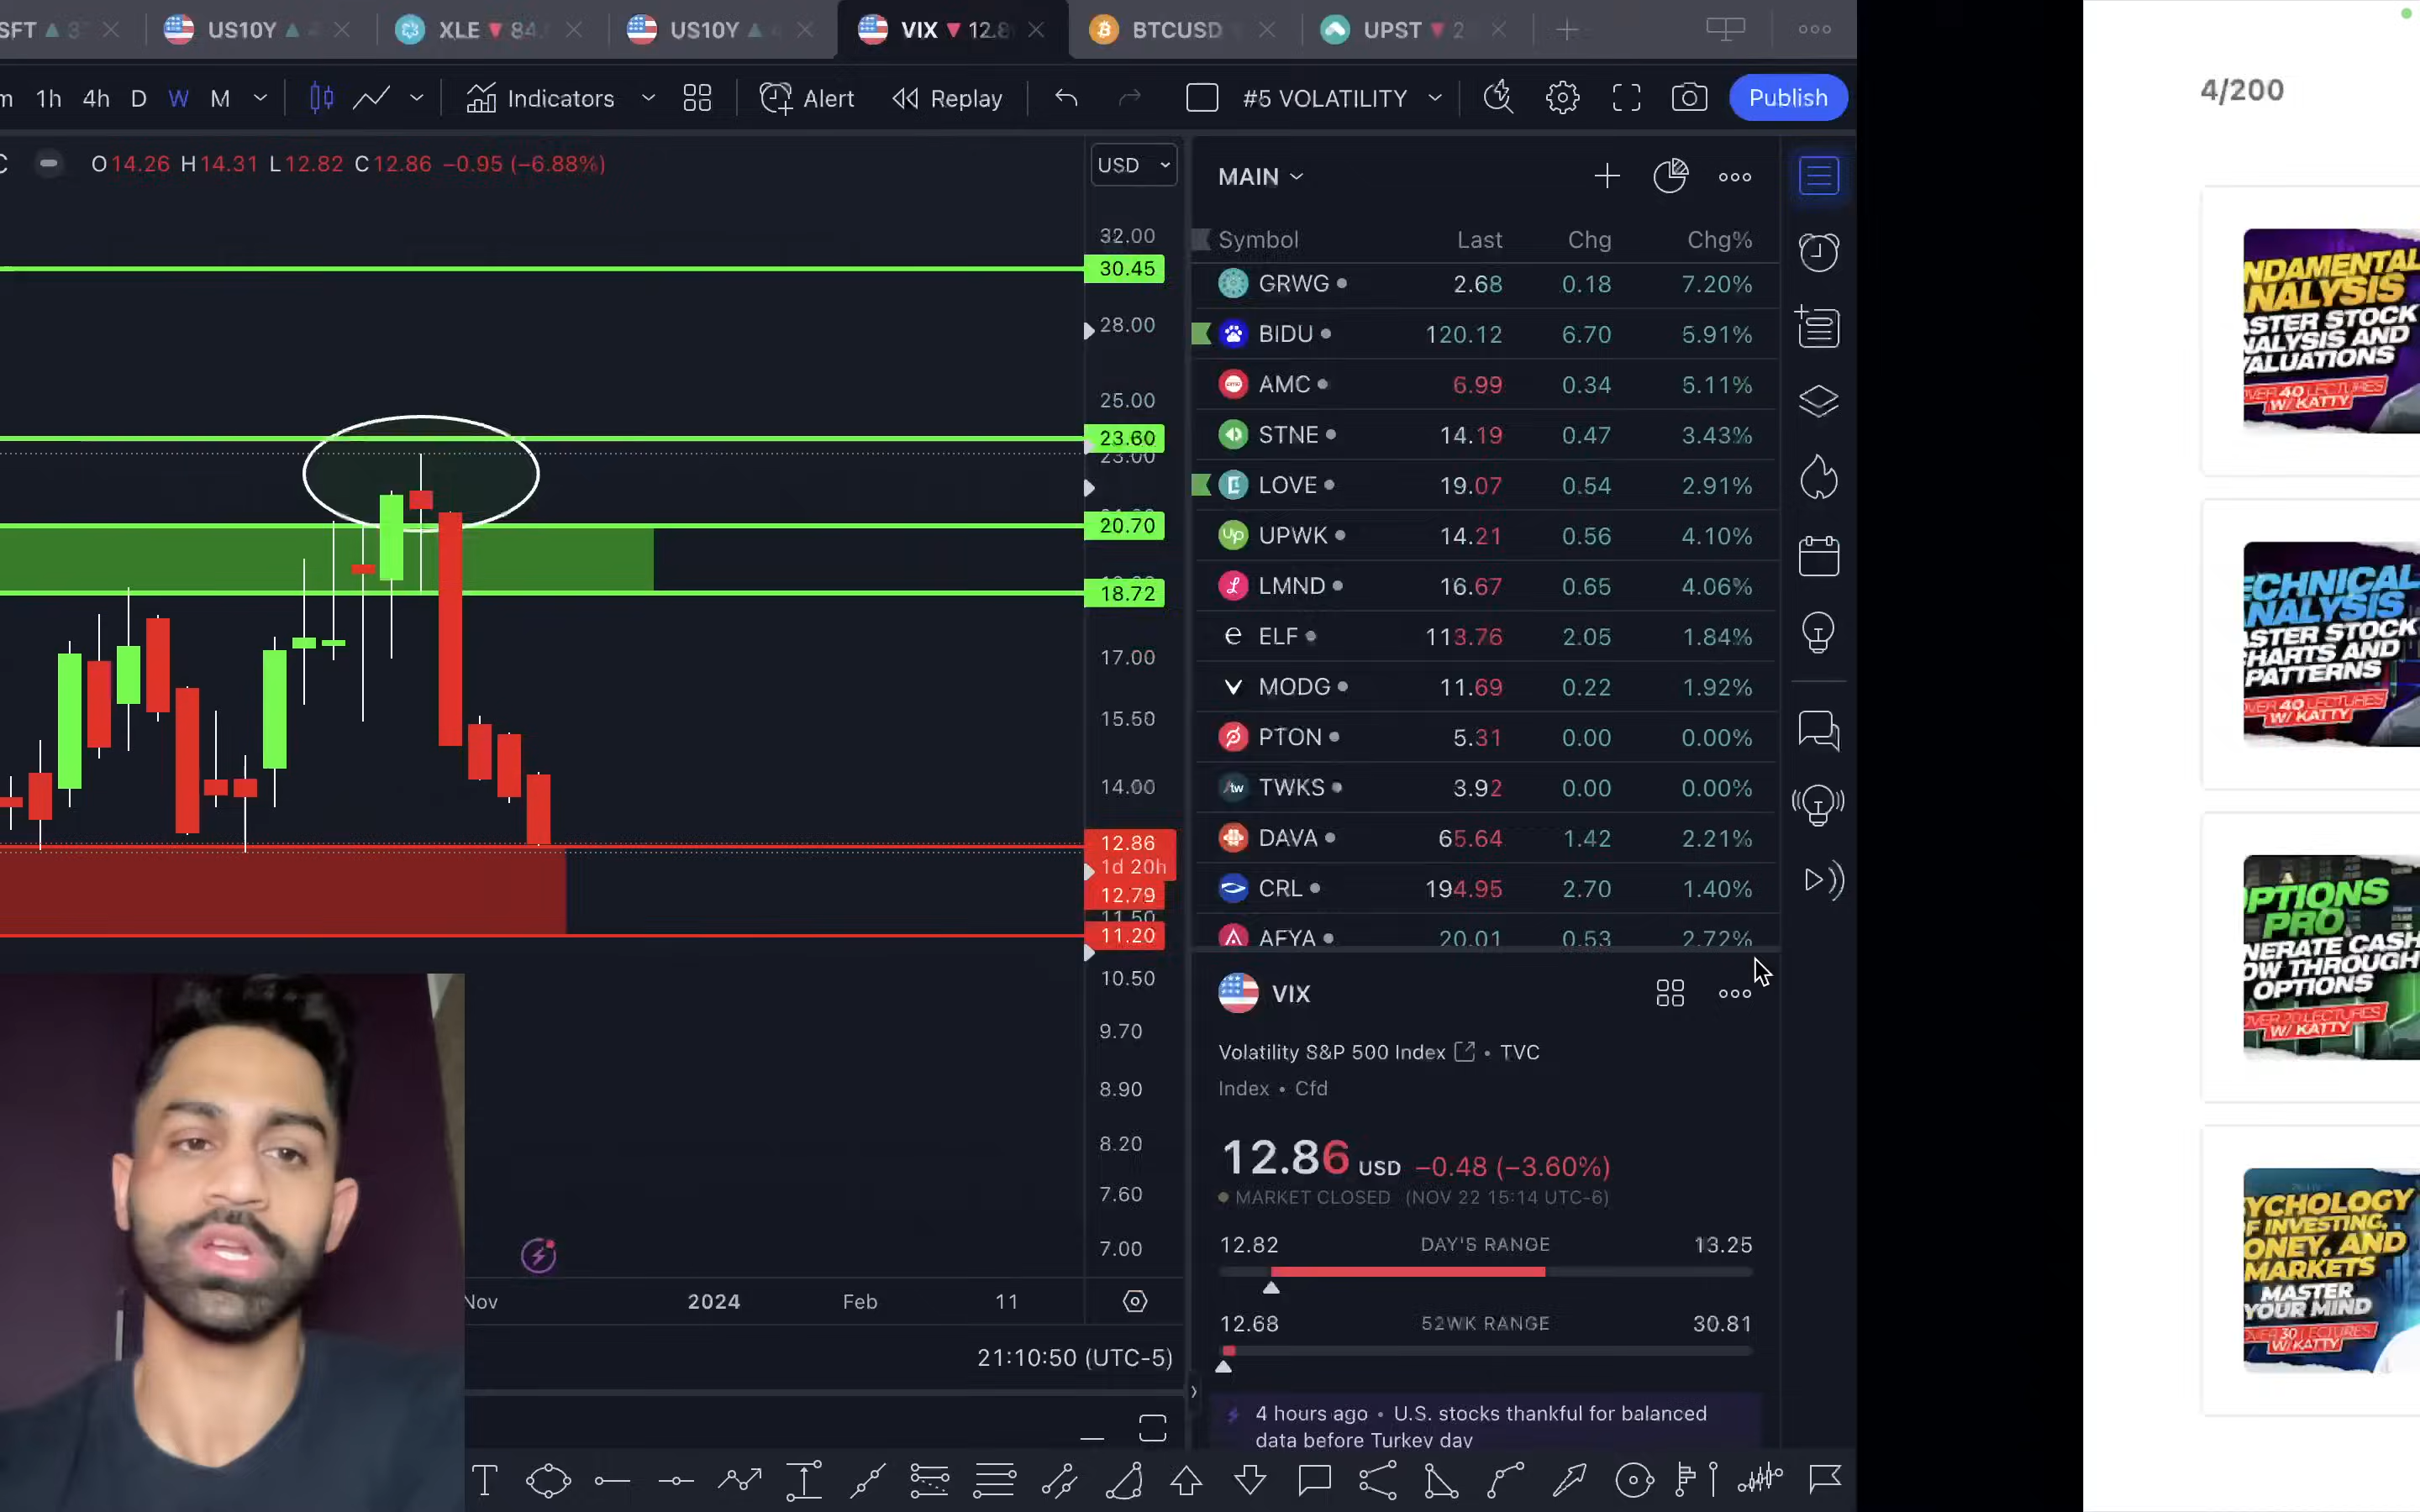 SFT
US10Y
XLE 84.
US10Y
VIX 12.8
BTCUSD
UPST 2
4/200
m 1h 4h D W M
Indicators
Alert
Replay
#5 VOLATILITY
Publish
C O14.26 H14.31 L12.82 C12.86 −0.95 (−6.88%)
USD
32.00
30.45
28.00
25.00
23.60
23.00
20.70
18.72
17.00
15.50
14.00
12.86
1d 20h
12.79
11.50
11.20
10.50
9.70
8.90
8.20
7.60
7.00
Nov 2024 Feb 11
21:10:50 (UTC-5)
MAIN
Symbol Last Chg Chg%
GRWG 2.68 0.18 7.20%
BIDU 120.12 6.70 5.91%
AMC 6.99 0.34 5.11%
STNE 14.19 0.47 3.43%
LOVE 19.07 0.54 2.91%
UPWK 14.21 0.56 4.10%
LMND 16.67 0.65 4.06%
ELF 113.76 2.05 1.84%
MODG 11.69 0.22 1.92%
PTON 5.31 0.00 0.00%
TWKS 3.92 0.00 0.00%
DAVA 65.64 1.42 2.21%
CRL 194.95 2.70 1.40%
AFYA 20.01 0.53 2.72%
VIX
Volatility S&P 500 Index • TVC
Index • Cfd
12.86 USD −0.48 (−3.60%)
MARKET CLOSED (NOV 22 15:14 UTC-6)
12.82 DAY'S RANGE 13.25
12.68 52WK RANGE 30.81
4 hours ago • U.S. stocks thankful for balanced
data before Turkey day
NDAMENTAL
NALYSIS
ASTER STOCK
NALYSIS AND
VALUATIONS
OVER 40 LECTURES
W/ KATTY
ECHNICAL
NALYSIS
ASTER STOCK
CHARTS AND
PATTERNS
OVER 40 LECTURES
W/ KATTY
OPTIONS
PRO
NERATE CASH
OW THROUGH
OPTIONS
OVER 20 LECTURES
W/ KATTY
YCHOLOGY
F INVESTING,
ONEY, AND
MARKETS
MASTER
YOUR MIND
OVER 30 LECTURES
W/ KATTY